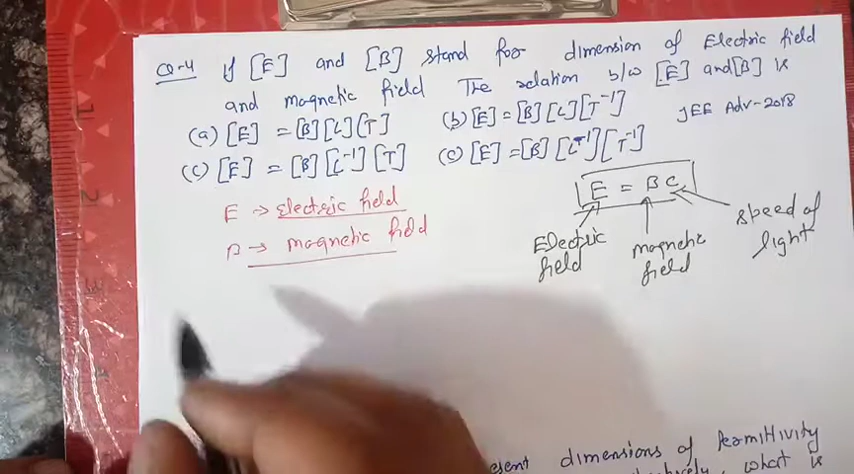 Q-4 if [E] and [B] stand for dimension of Electric field
and magnetic field The relation b/w [E] and [B] is
(a) [E] = [B][L][T] (b) [E] = [B][L][T⁻¹] JEE Adv-2018
(c) [E] = [B][L⁻¹][T] (c) [E] = [B][L⁻¹][T⁻¹]
E → Electric field
B → magnetic field
E = BC
Electric
field
magnetic
field
speed of
light
dimensions of permitivity
what is